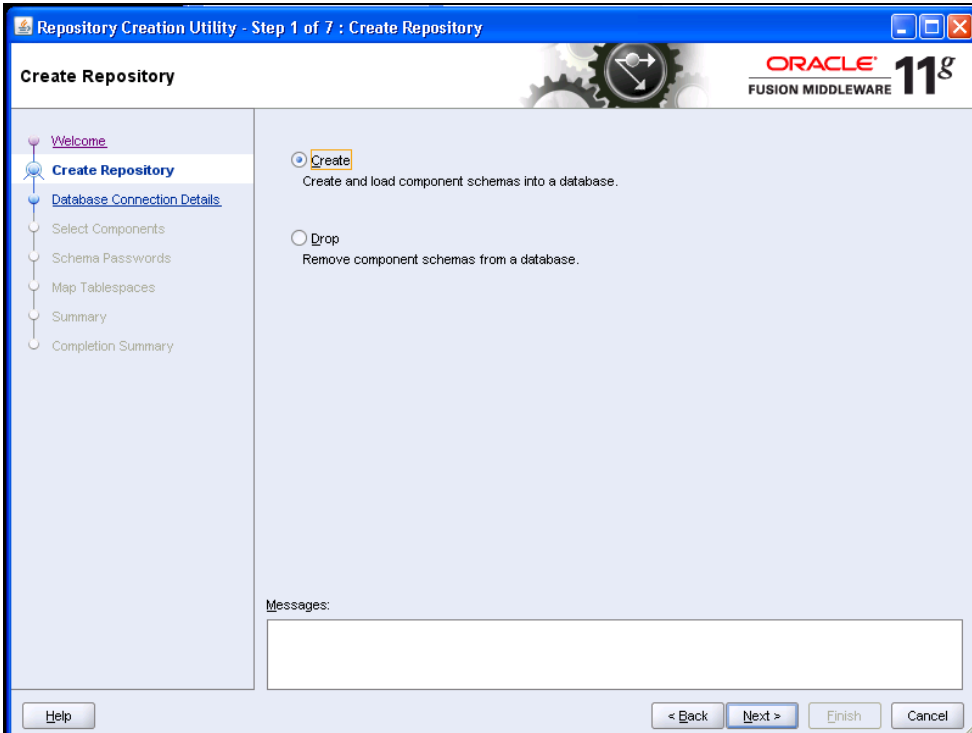 Repository Creation Utility - Step 1 of 7 : Create Repository
Create Repository
ORACLE
FUSION MIDDLEWARE 11g
Welcome
Create Repository
Database Connection Details
Select Components
Schema Passwords
Map Tablespaces
Summary
Completion Summary
Create
Create and load component schemas into a database.
Drop
Remove component schemas from a database.
Messages:
Help
< Back
Next >
Finish
Cancel